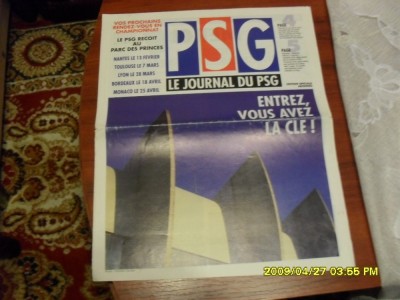 VOS PROCHAINS
RENDEZ-VOUS EN
CHAMPIONNAT
LE PSG RECOIT
AU
PARC DES PRINCES
NANTES LE 13 FEVRIER
TOULOUSE LE 7 MARS
LYON LE 28 MARS
BORDEAUX LE 18 AVRIL
MONACO LE 25 AVRIL
PSG
LE JOURNAL DU PSG
ENTREZ,
VOUS AVEZ
LA CLE !
2009/04/27 03:55 PM